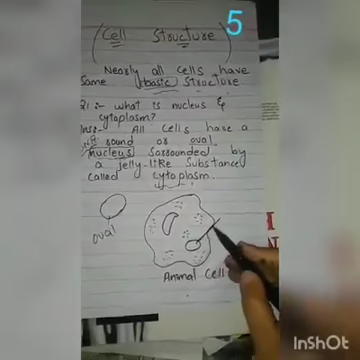 5
(Cell Structure)
Nearly all cells have
Same basic structure
Q1:- what is nucleus &
cytoplasm?
Ans:- All cells have a
round or oval
Nucleus Sorrounded by
a jelly-like Substance
called cytoplasm.
oval
Animal Cell
InShOt